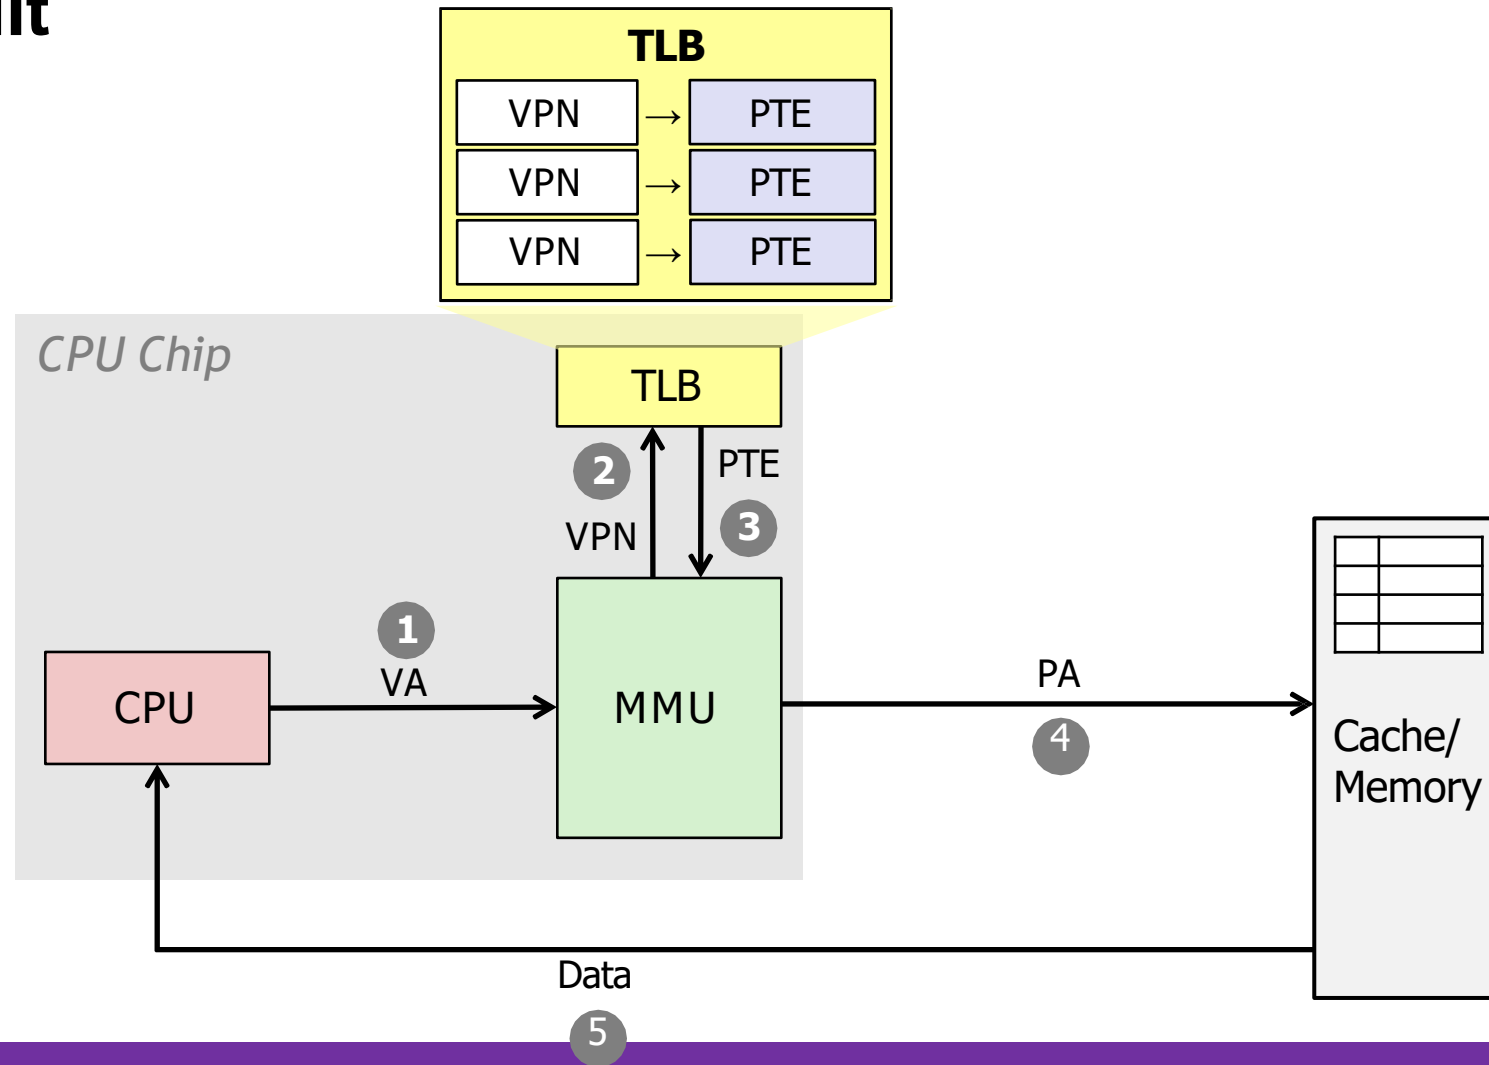 TLB
VPN → PTE
VPN → PTE
VPN → PTE
CPU Chip
TLB
2
PTE
VPN
3
1
VA
CPU
MMU
PA
4
Cache/
Memory
Data
5